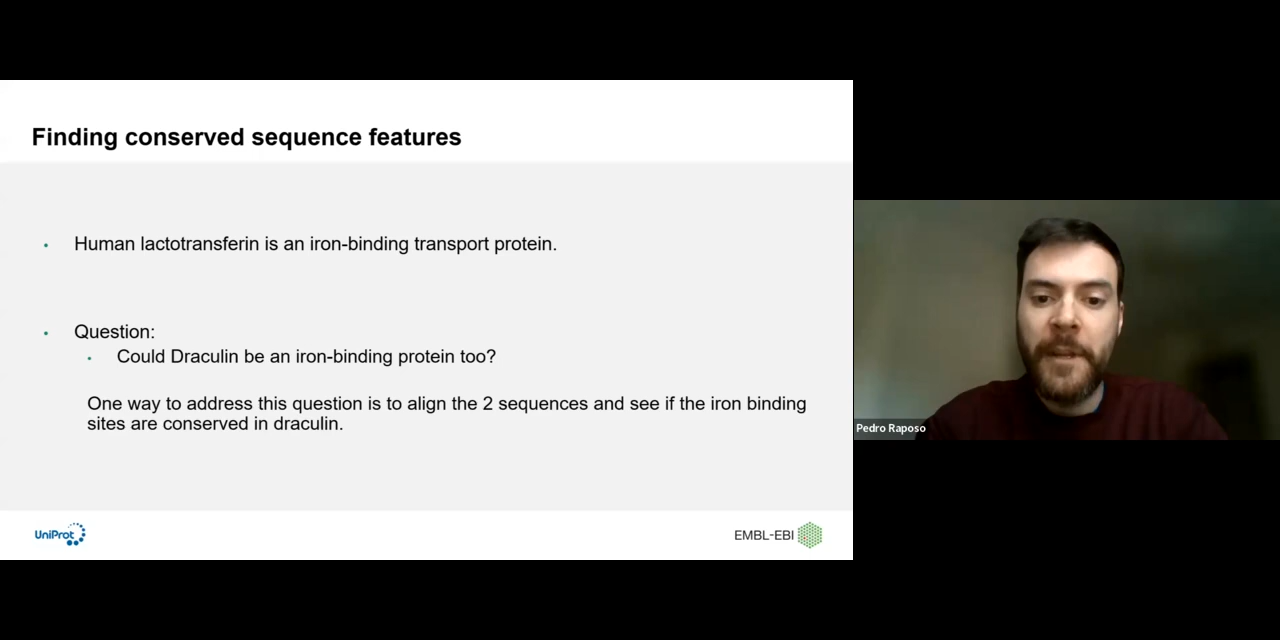 Finding conserved sequence features
Human lactotransferin is an iron-binding transport protein.
Question:
Could Draculin be an iron-binding protein too?
One way to address this question is to align the 2 sequences and see if the iron binding
sites are conserved in draculin.
UniProt
EMBL-EBI
Pedro Raposo